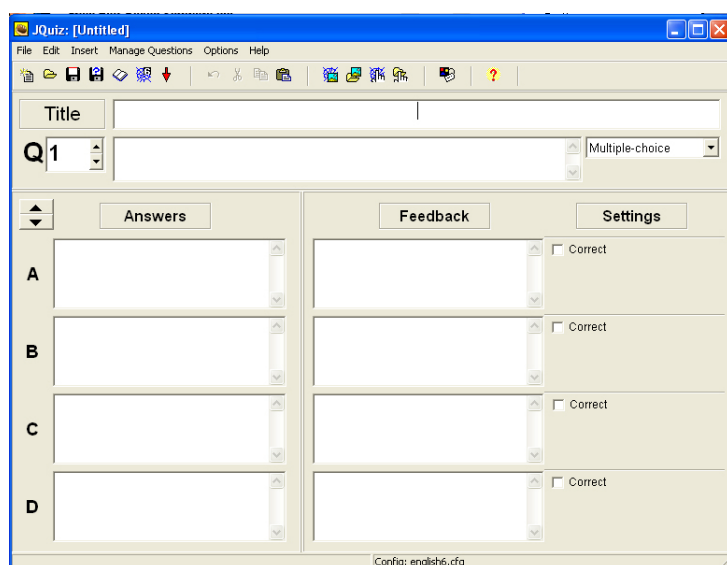 JQuiz: [Untitled]
File Edit Insert Manage Questions Options Help
Title
Q 1 Multiple-choice
Answers Feedback Settings
A Correct
B Correct
C Correct
D Correct
Config: english6.cfg